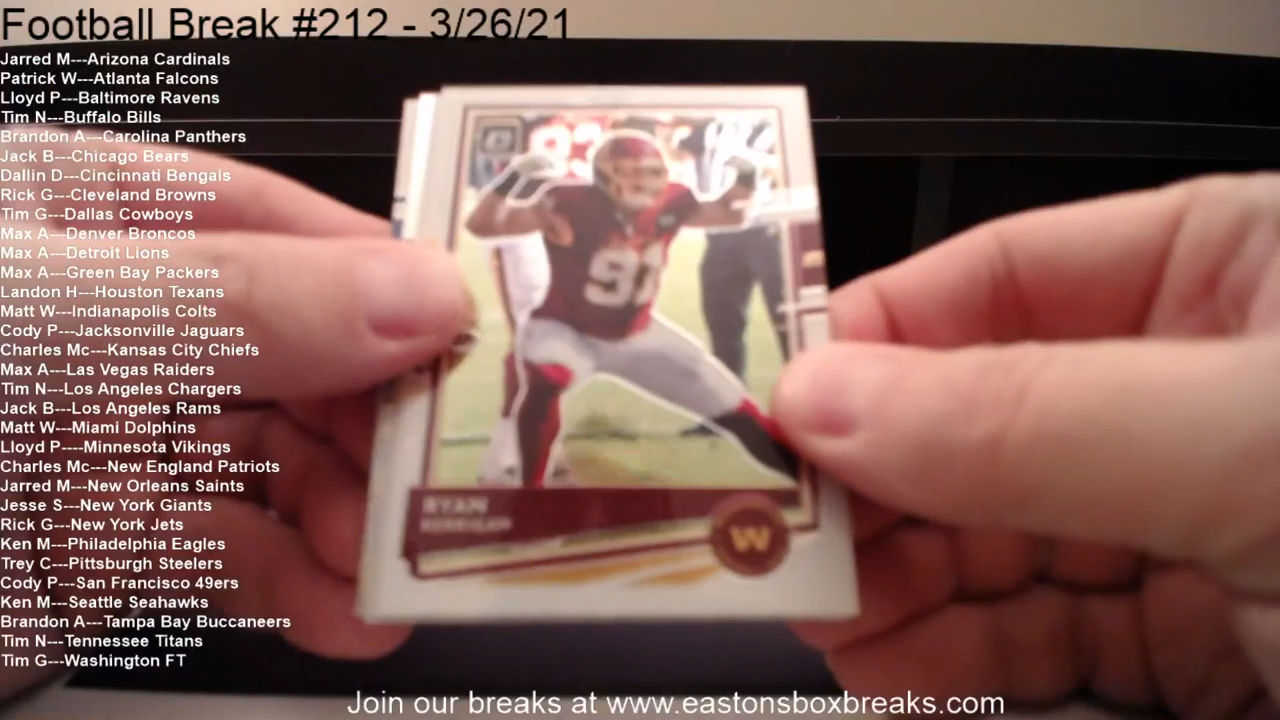 Football Break #212 - 3/26/21
Jarred M---Arizona Cardinals
Patrick W---Atlanta Falcons
Lloyd P---Baltimore Ravens
Tim N---Buffalo Bills
Brandon A---Carolina Panthers
Jack B---Chicago Bears
Dallin D---Cincinnati Bengals
Rick G---Cleveland Browns
Tim G---Dallas Cowboys
Max A---Denver Broncos
Max A---Detroit Lions
Max A---Green Bay Packers
Landon H---Houston Texans
Matt W---Indianapolis Colts
Cody P---Jacksonville Jaguars
Charles Mc---Kansas City Chiefs
Max A---Las Vegas Raiders
Tim N---Los Angeles Chargers
Jack B---Los Angeles Rams
Matt W---Miami Dolphins
Lloyd P----Minnesota Vikings
Charles Mc---New England Patriots
Jarred M---New Orleans Saints
Jesse S---New York Giants
Rick G---New York Jets
Ken M---Philadelphia Eagles
Trey C---Pittsburgh Steelers
Cody P---San Francisco 49ers
Ken M---Seattle Seahawks
Brandon A---Tampa Bay Buccaneers
Tim N---Tennessee Titans
Tim G---Washington FT
93
91
RYAN
KERRIGAN
W
Join our breaks at www.eastonsboxbreaks.com